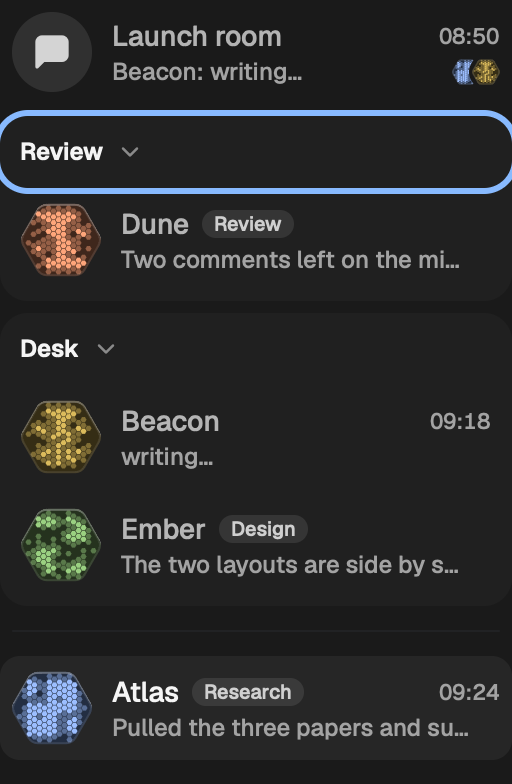 Launch room 08:50
Beacon: writing...
Review
Dune Review
Two comments left on the mi...
Desk
Beacon 09:18
writing...
Ember Design
The two layouts are side by s...
Atlas Research 09:24
Pulled the three papers and su...